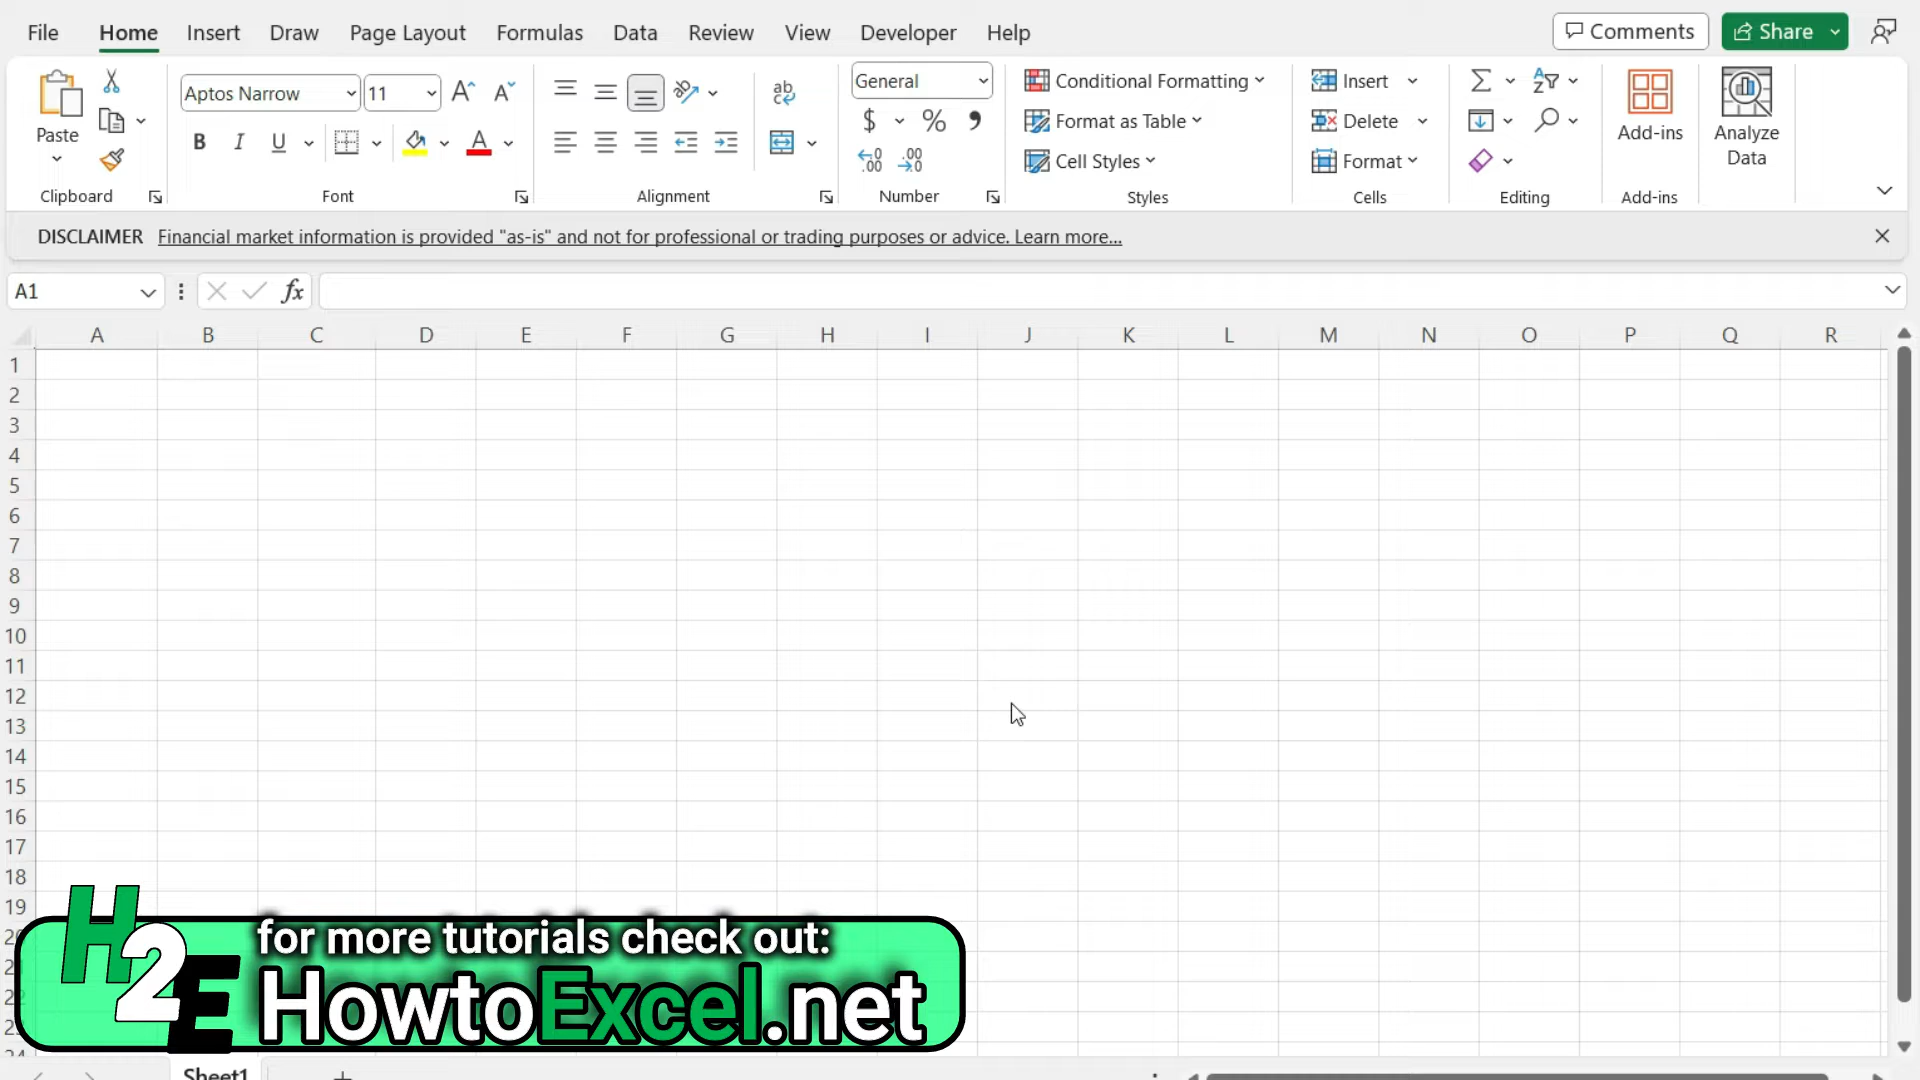 File Home Insert Draw Page Layout Formulas Data Review View Developer Help Comments Share
Aptos Narrow 11 General Conditional Formatting Insert
Paste $ % Format as Table Delete Add-ins Analyze Data
B I U A Cell Styles Format
Clipboard Font Alignment Number Styles Cells Editing Add-ins
DISCLAIMER Financial market information is provided "as-is" and not for professional or trading purposes or advice. Learn more...
A1 fx
A B C D E F G H I J K L M N O P Q R
1
2
3
4
5
6
7
8
9
10
11
12
13
14
15
16
17
18
19
H2E
for more tutorials check out:
HowtoExcel.net
Sheet1